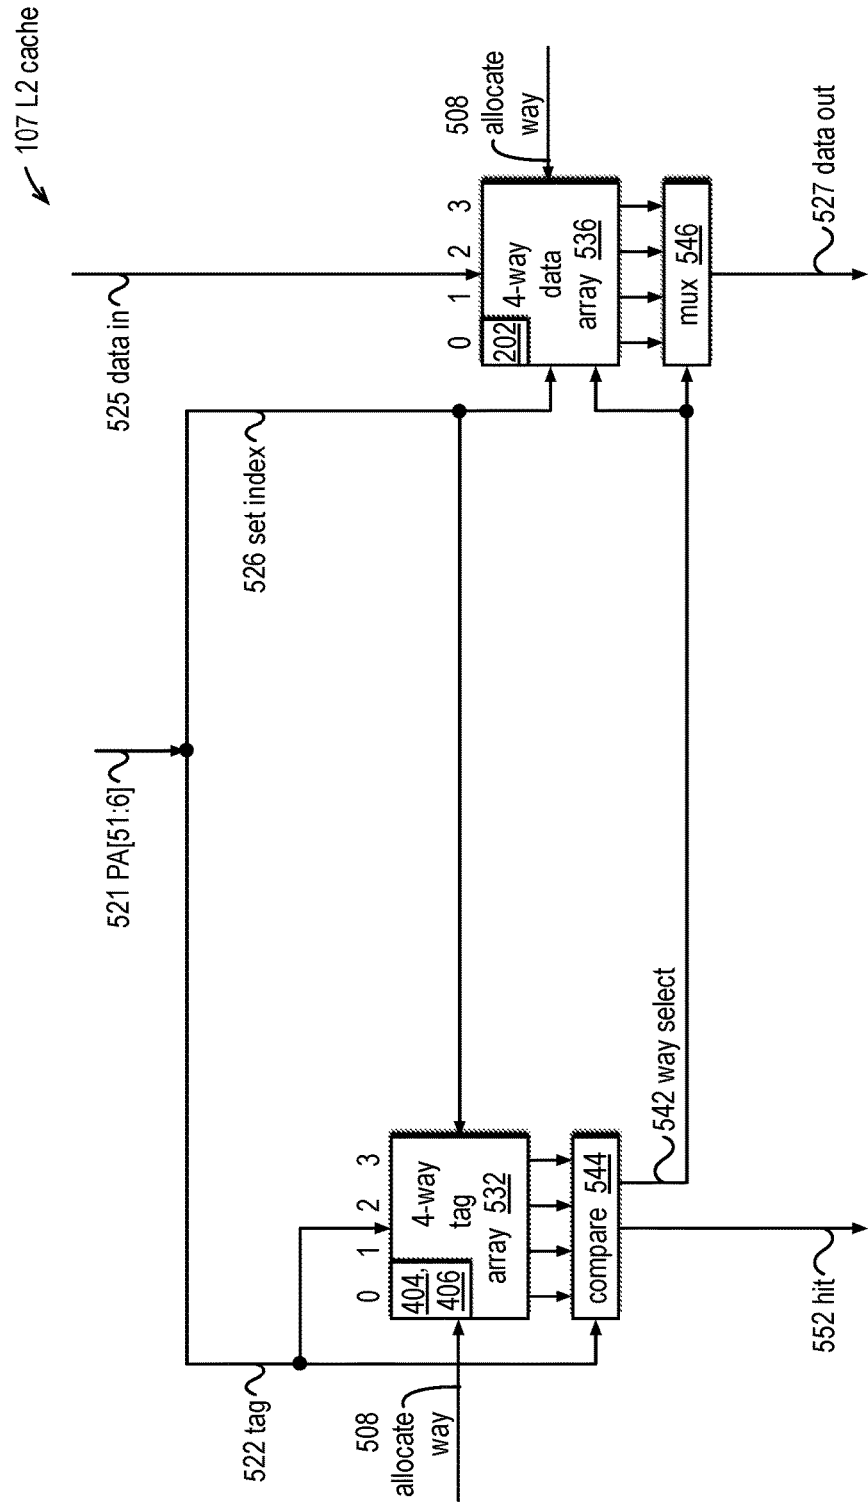 107 L2 cache
521 PA[51:6]
525 data in
522 tag
526 set index
508
allocate
way
0 1 2 3
404,
406
4-way
tag
array 532
508
allocate
way
0 1 2 3
202
4-way
data
array 536
compare 544
mux 546
542 way select
552 hit
527 data out